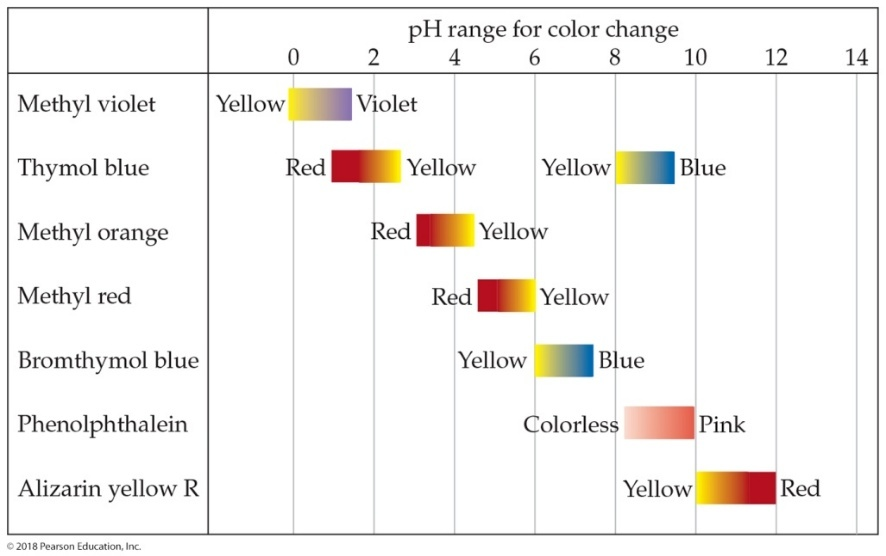 pH range for color change
0 2 4 6 8 10 12 14
Methyl violet Yellow Violet
Thymol blue Red Yellow Yellow Blue
Methyl orange Red Yellow
Methyl red Red Yellow
Bromthymol blue Yellow Blue
Phenolphthalein Colorless Pink
Alizarin yellow R Yellow Red
© 2018 Pearson Education, Inc.